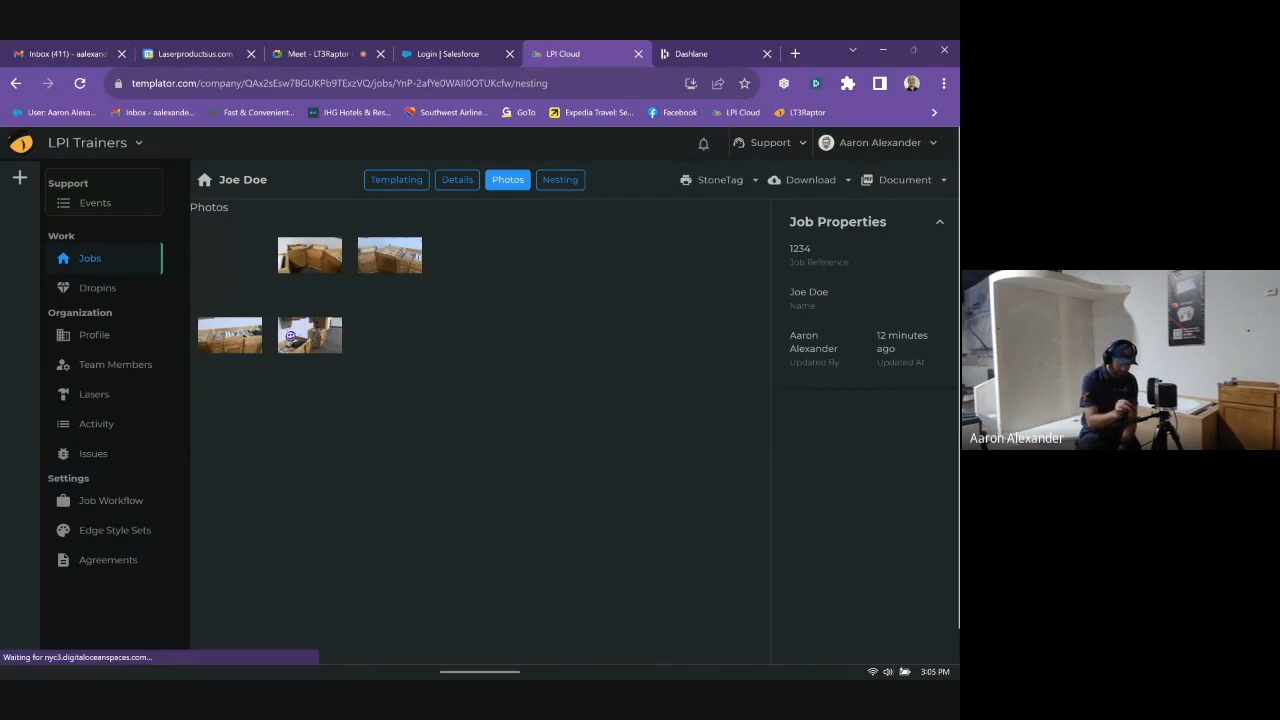 Inbox (411) - aalexand
Laserproductsus.com
Meet - LT3Raptor
Login | Salesforce
LPI Cloud
Dashlane
templator.com/company/QAx2sEsw7BGUKPb9TExzVQ/jobs/YnP-2afYe0WAII0OTUKcfw/nesting
User: Aaron Alexa...
Inbox - aalexande...
Fast & Convenient...
IHG Hotels & Res...
Southwest Airline...
GoTo
Expedia Travel: Se...
Facebook
LPI Cloud
LT3Raptor
LPI Trainers
Support
Aaron Alexander
Joe Doe
Templating
Details
Photos
Nesting
StoneTag
Download
Document
Support
Events
Work
Jobs
Dropins
Organization
Profile
Team Members
Lasers
Activity
Issues
Settings
Job Workflow
Edge Style Sets
Agreements
Photos
Job Properties
1234
Job Reference
Joe Doe
Name
Aaron
Alexander
Updated By
12 minutes
ago
Updated At
Aaron Alexander
Waiting for nyc3.digitaloceanspaces.com...
3:05 PM